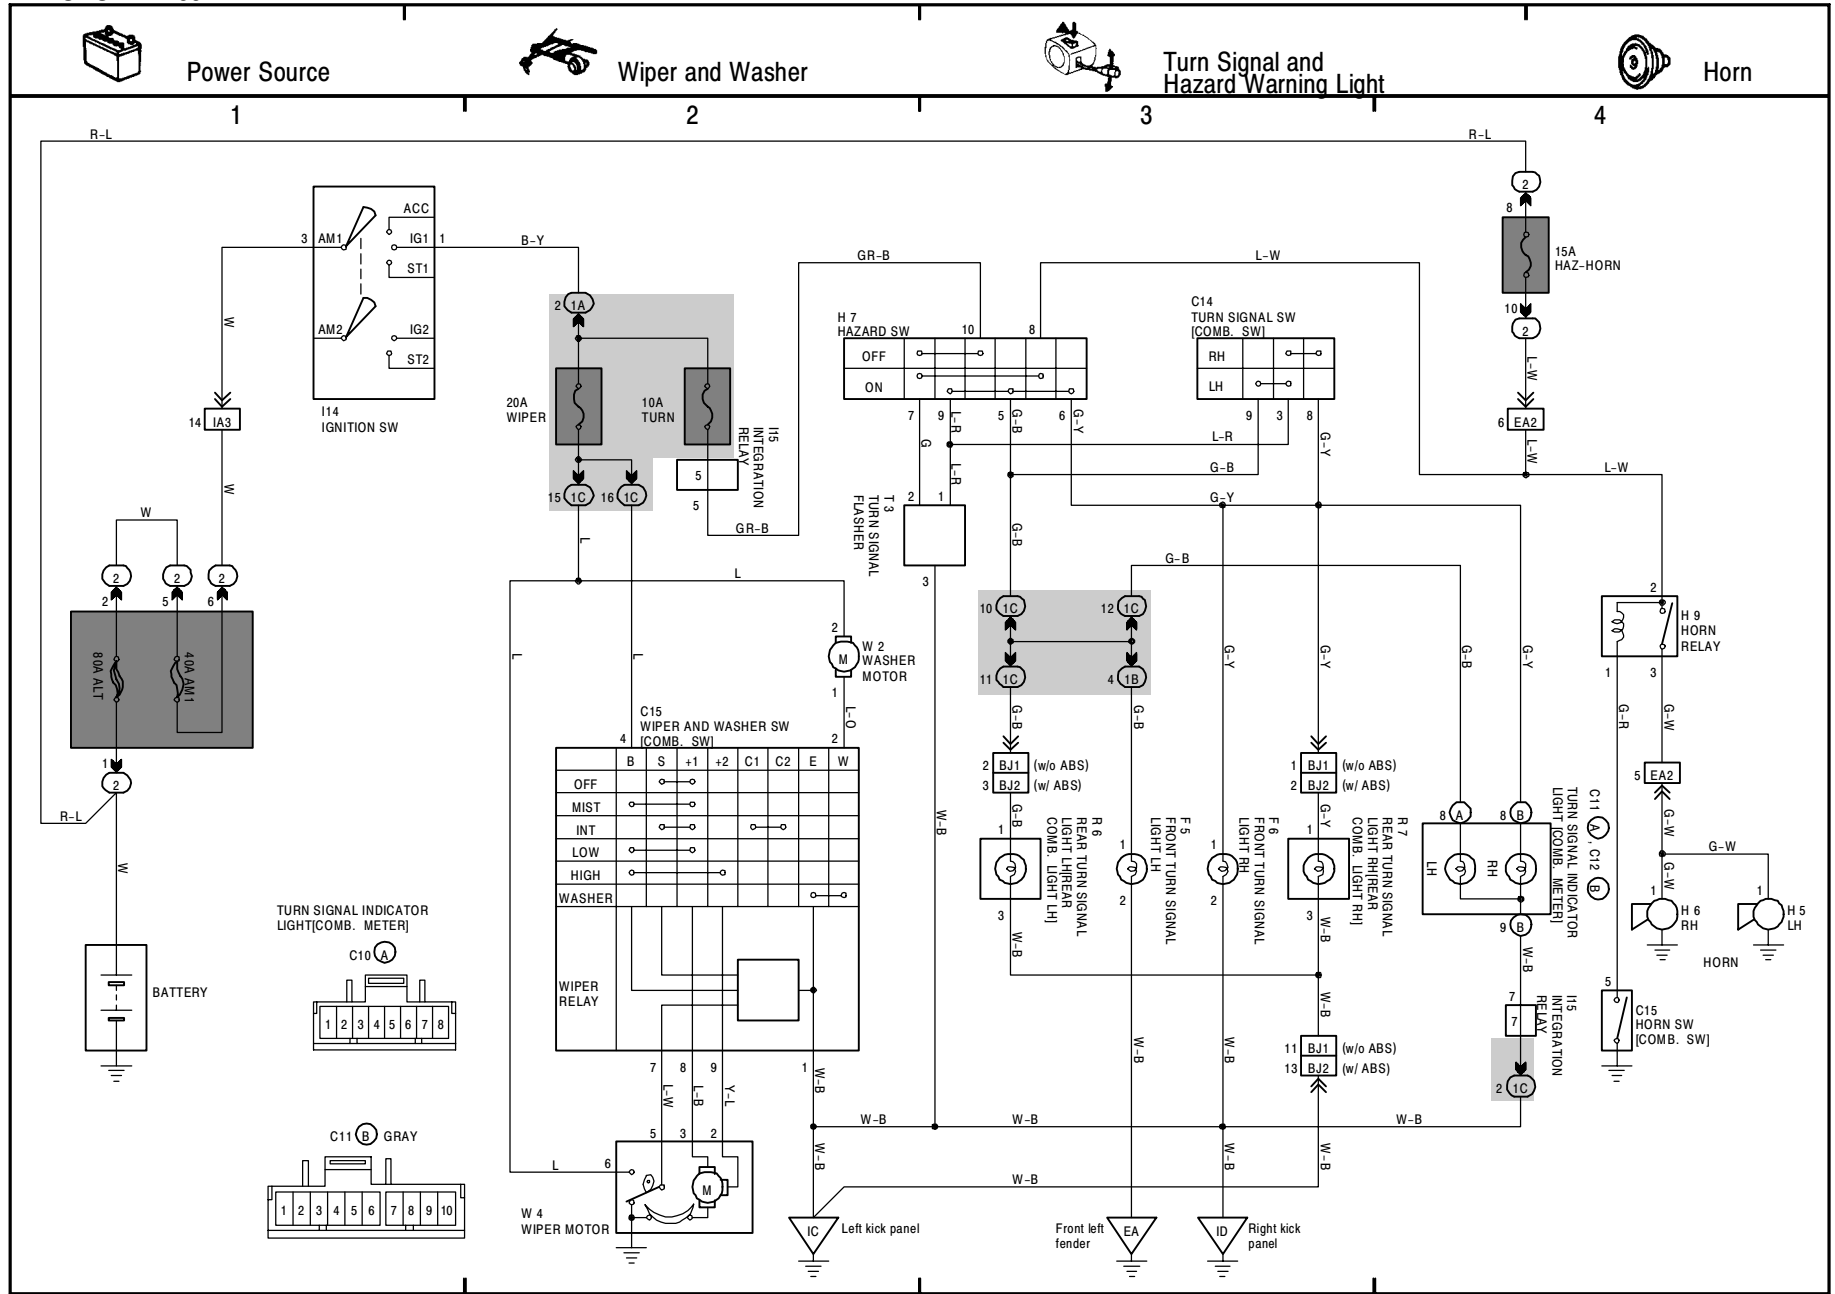 Power Source
Wiper and Washer
Turn Signal and
Hazard Warning Light
Horn
1
2
3
4
R-L
R-L
2
8
15A
HAZ-HORN
10
2
L-W
6 EA2
L-W
L-W
ACC
3 AM1
IG1 1
ST1
AM2
IG2
ST2
I14
IGNITION SW
B-Y
W
14 IA3
W
W
2
2
2
2
5
6
80A ALT
40A AM1
1
2
R-L
W
BATTERY
TURN SIGNAL INDICATOR
LIGHT[COMB. METER]
C10 A
1 2 3 4 5 6 7 8
C11 B GRAY
1 2 3 4 5 6 7 8 9 10
2 1A
20A
WIPER
10A
TURN
15 1C
16 1C
5
5
I15
INTEGRATION
RELAY
GR-B
GR-B
L
L
L
L
2
M
W 2
WASHER
MOTOR
1
L-O
C15
WIPER AND WASHER SW
[COMB. SW]
4
2
B S +1 +2 C1 C2 E W
OFF
MIST
INT
LOW
HIGH
WASHER
WIPER
RELAY
7 8 9 1
L-W
L-B
Y-L
W-B
5 3 2
L 6
M
W 4
WIPER MOTOR
W-B
IC
Left kick panel
H 7
HAZARD SW
10
8
OFF
ON
7 9 5 6
G
L-R
G-B
G-Y
L-R
2 1
T 3
TURN SIGNAL
FLASHER
3
W-B
L-W
C14
TURN SIGNAL SW
[COMB. SW]
RH
LH
9 3 8
L-R
G-B
G-Y
G-Y
G-B
G-B
10 1C
12 1C
11 1C
4 1B
G-B
G-B
G-Y
G-Y
G-B
G-Y
2 BJ1 (w/o ABS)
3 BJ2 (w/ ABS)
G-B
1
3
R 6
REAR TURN SIGNAL
LIGHT LH[REAR
COMB. LIGHT LH]
W-B
1
2
F 5
FRONT TURN SIGNAL
LIGHT LH
1
2
F 6
FRONT TURN SIGNAL
LIGHT RH
1 BJ1 (w/o ABS)
2 BJ2 (w/ ABS)
G-Y
1
3
R 7
REAR TURN SIGNAL
LIGHT RH[REAR
COMB. LIGHT RH]
W-B
W-B
11 BJ1 (w/o ABS)
13 BJ2 (w/ ABS)
W-B
W-B
W-B
W-B
W-B
W-B
W-B
W-B
W-B
Front left
fender
EA
ID
Right kick
panel
8 A
8 B
LH
RH
9 B
C11 A, C12 B
TURN SIGNAL INDICATOR
LIGHT [COMB. METER]
W-B
7
7
I15
INTEGRATION
RELAY
2 1C
2
H 9
HORN
RELAY
1
3
G-R
G-W
5 EA2
G-W
G-W
G-W
1
1
H 6
RH
H 5
LH
HORN
5
C15
HORN SW
[COMB. SW]